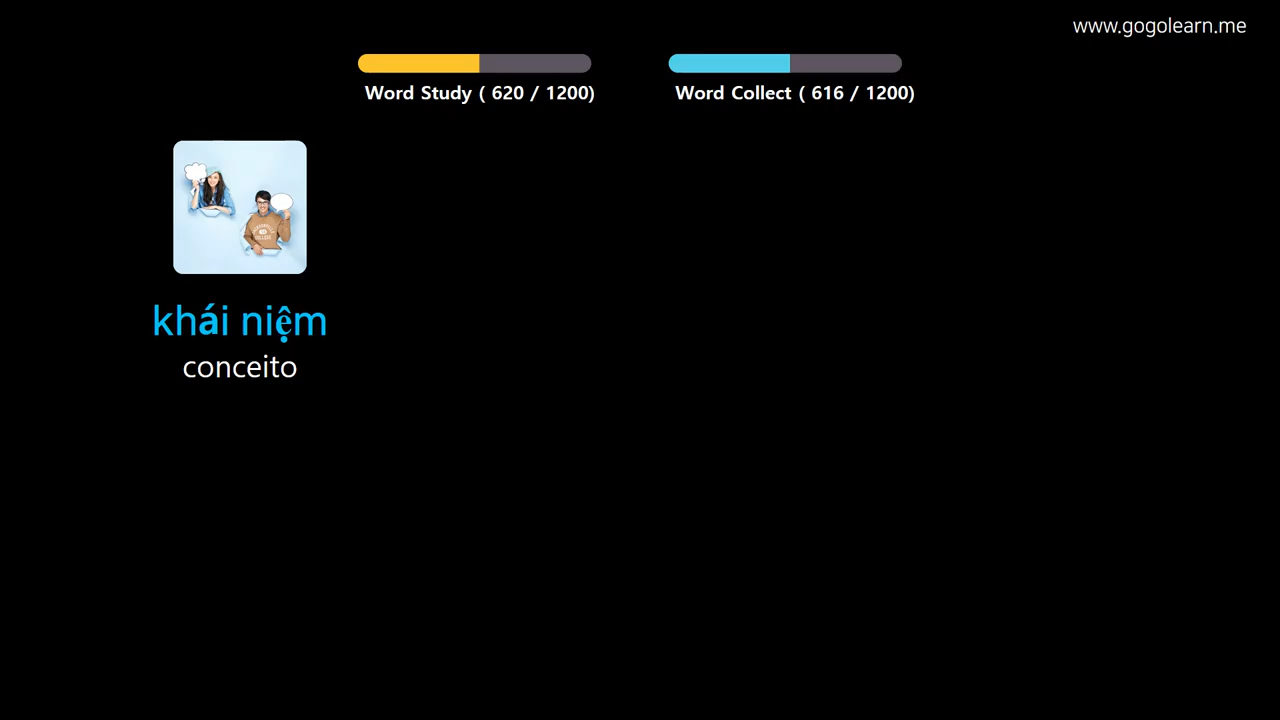 www.gogolearn.me
Word Study ( 620 / 1200)
Word Collect ( 616 / 1200)
khái niệm
conceito